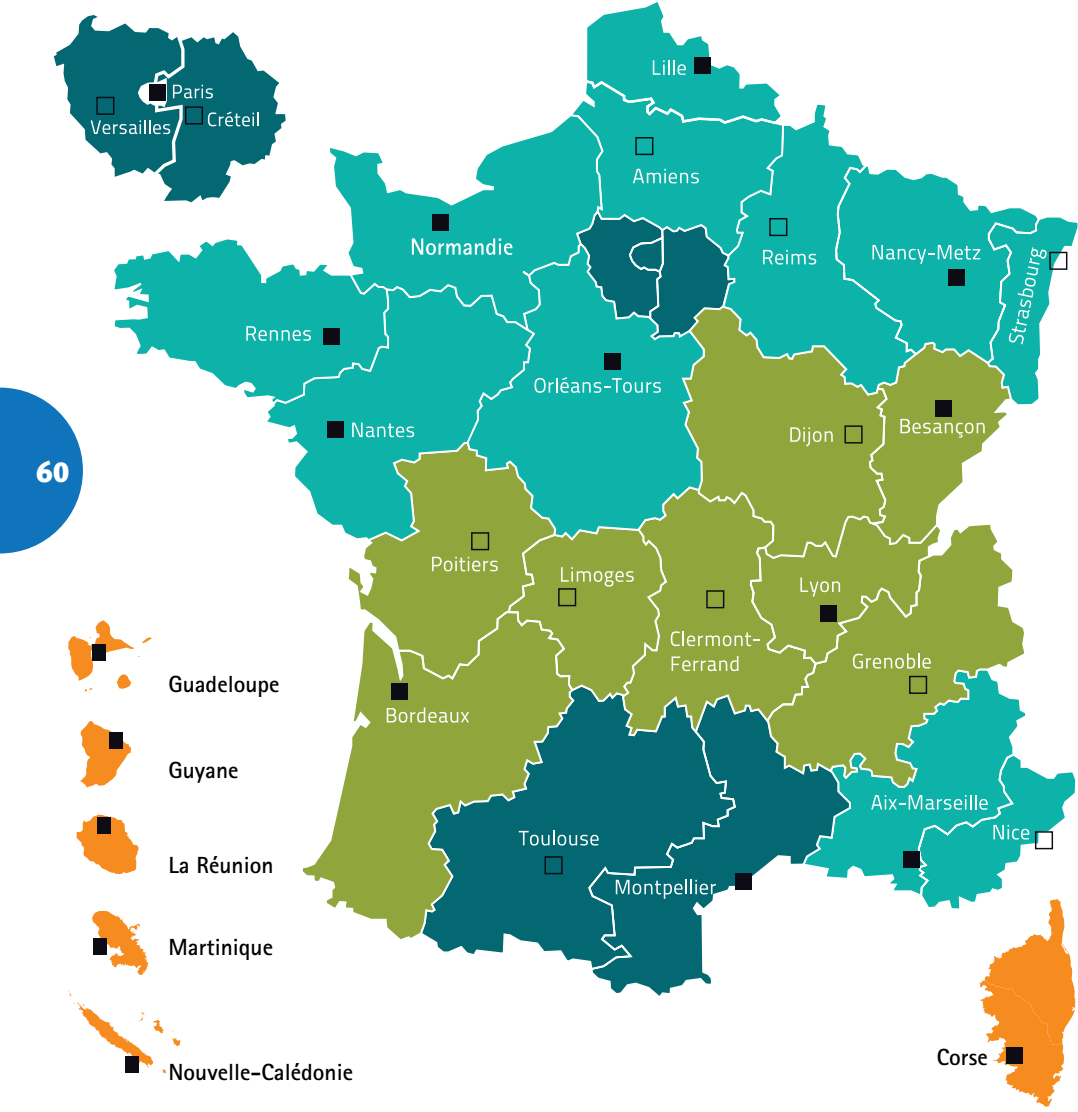 Lille
Paris
Versailles
Créteil
Amiens
Normandie
Reims
Nancy-Metz
Strasbourg
Rennes
Orléans-Tours
Nantes
Dijon
Besançon
60
Poitiers
Limoges
Lyon
Clermont-
Ferrand
Grenoble
Guadeloupe
Bordeaux
Guyane
Aix-Marseille
Nice
Toulouse
La Réunion
Montpellier
Martinique
Corse
Nouvelle-Calédonie